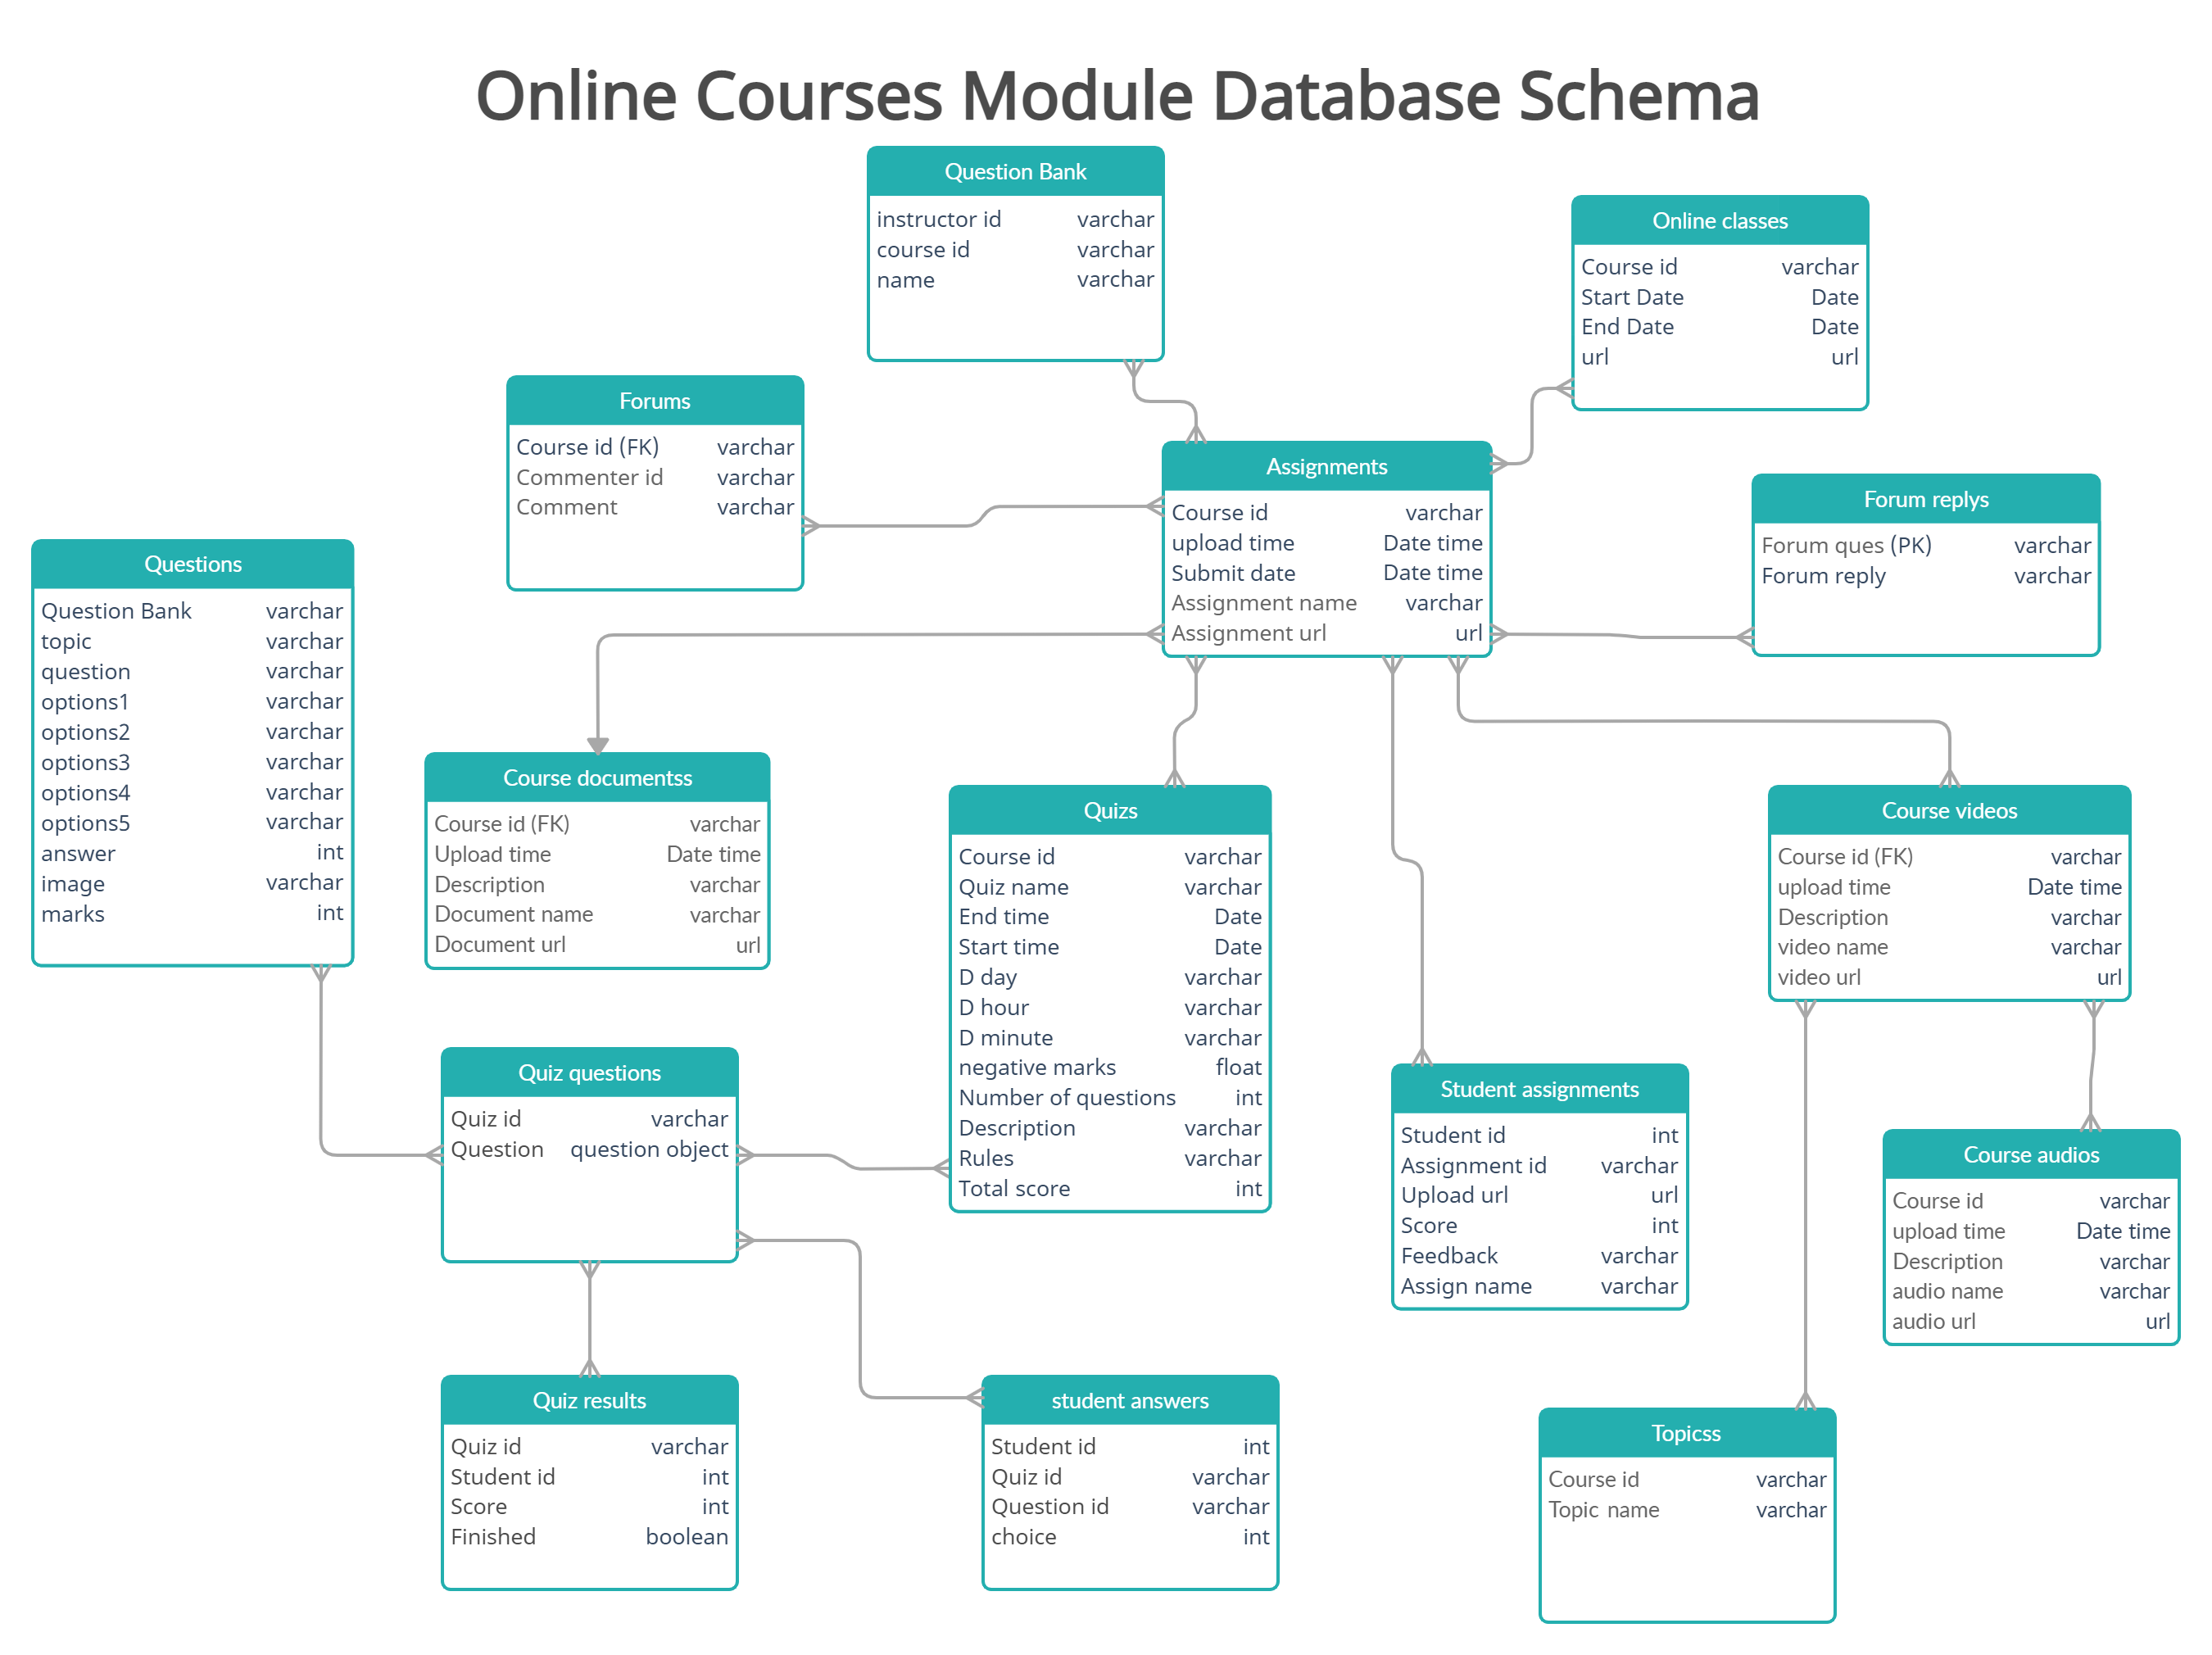 Online Courses Module Database Schema
Question Bank
instructor id varchar
course id varchar
name varchar
Online classes
Course id varchar
Start Date Date
End Date Date
url url
Forums
Course id (FK) varchar
Commenter id varchar
Comment varchar
Assignments
Course id varchar
upload time Date time
Submit date Date time
Assignment name varchar
Assignment url url
Forum replys
Forum ques (PK) varchar
Forum reply varchar
Questions
Question Bank varchar
topic varchar
question varchar
options1 varchar
options2 varchar
options3 varchar
options4 varchar
options5 varchar
answer int
image varchar
marks int
Course documentss
Course id (FK) varchar
Upload time Date time
Description varchar
Document name varchar
Document url url
Quizs
Course id varchar
Quiz name varchar
End time Date
Start time Date
D day varchar
D hour varchar
D minute varchar
negative marks float
Number of questions int
Description varchar
Rules varchar
Total score int
Course videos
Course id (FK) varchar
upload time Date time
Description varchar
video name varchar
video url url
Quiz questions
Quiz id varchar
Question question object
Student assignments
Student id int
Assignment id varchar
Upload url url
Score int
Feedback varchar
Assign name varchar
Course audios
Course id varchar
upload time Date time
Description varchar
audio name varchar
audio url url
Quiz results
Quiz id varchar
Student id int
Score int
Finished boolean
student answers
Student id int
Quiz id varchar
Question id varchar
choice int
Topicss
Course id varchar
Topic name varchar